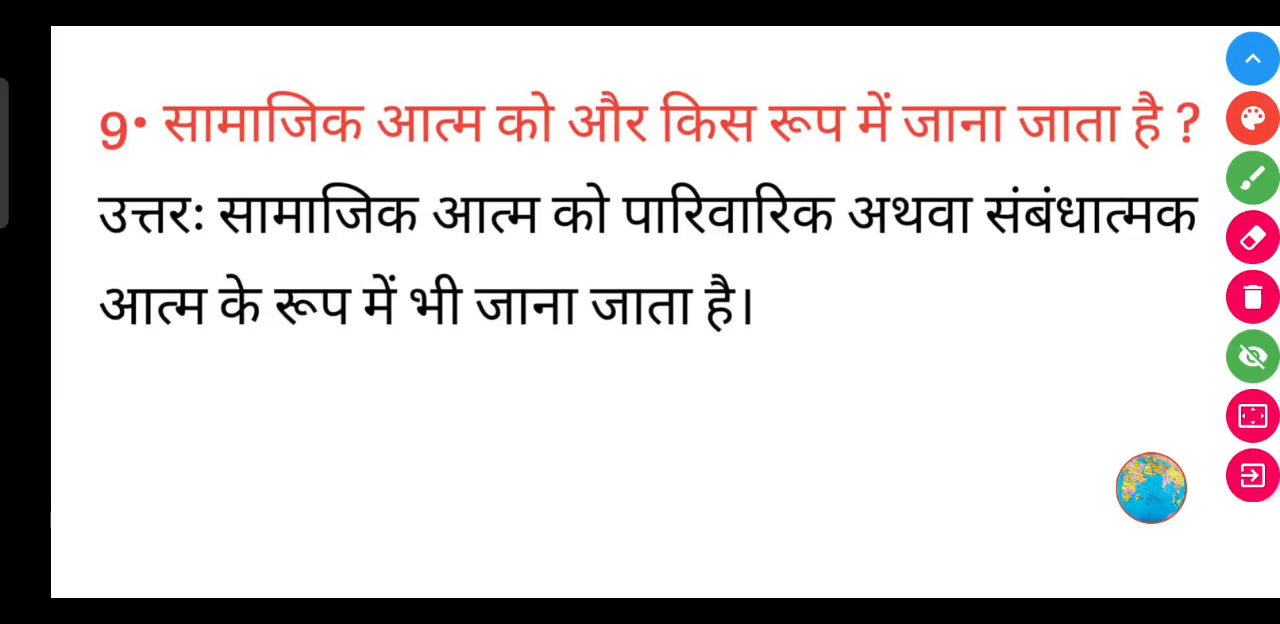 9• सामाजिक आत्म को और किस रूप में जाना जाता है ?
उत्तर: सामाजिक आत्म को पारिवारिक अथवा संबंधात्मक
आत्म के रूप में भी जाना जाता है।